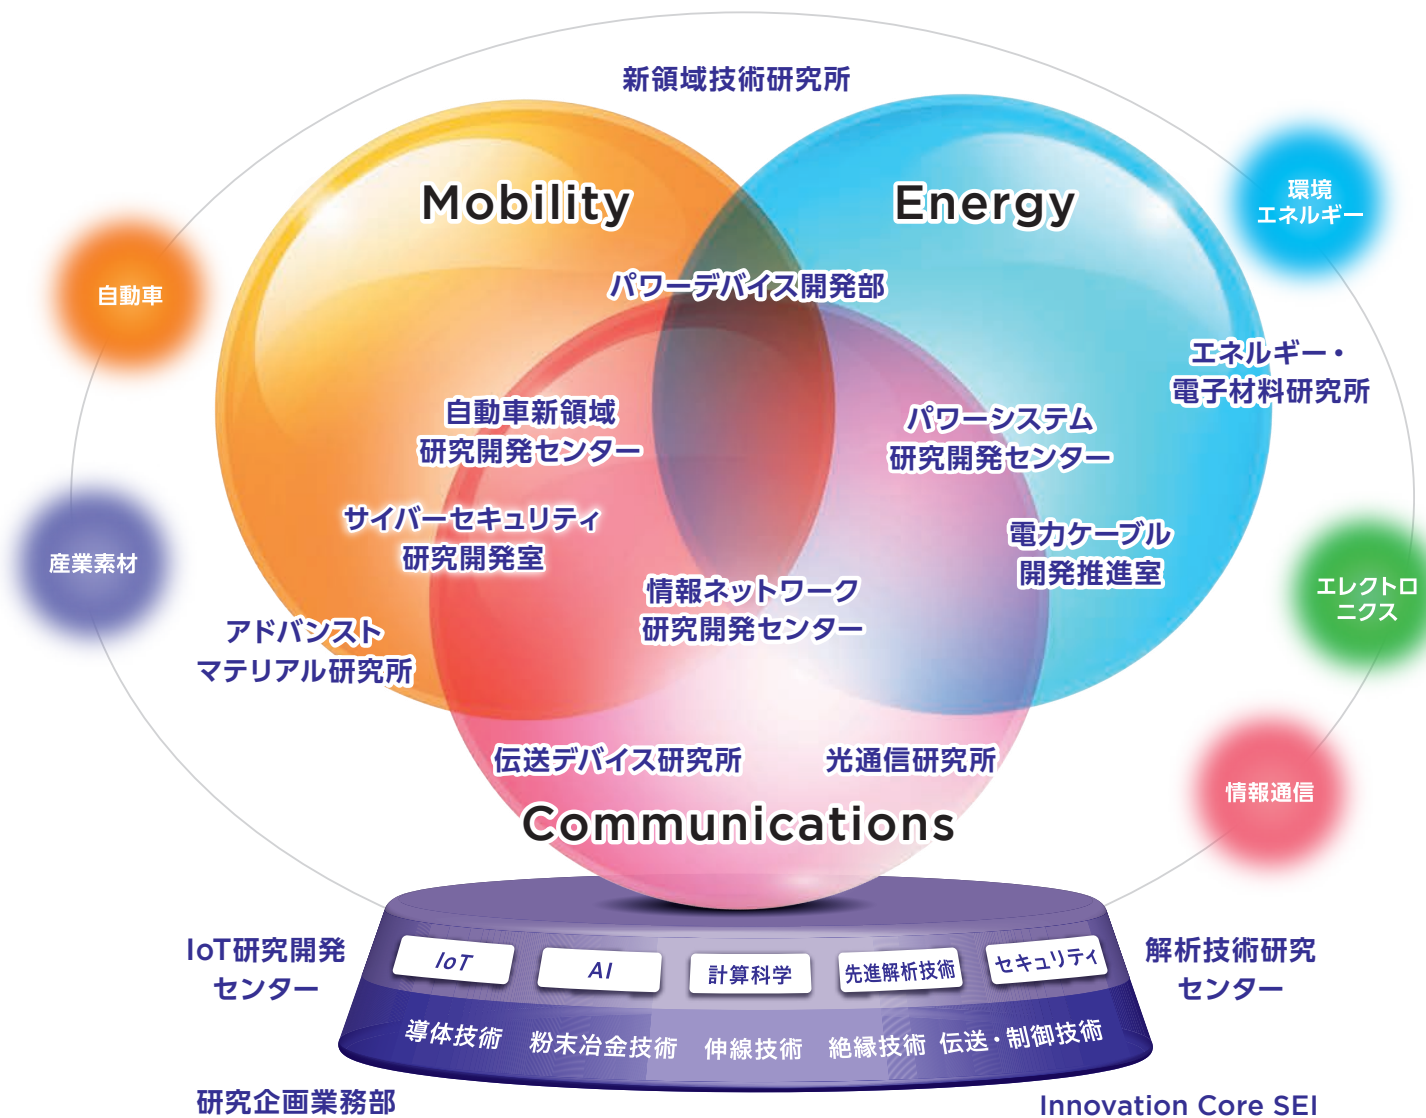 新領域技術研究所
Mobility
Energy
環境
エネルギー
自動車
パワーデバイス開発部
エネルギー・
電子材料研究所
自動車新領域
研究開発センター
パワーシステム
研究開発センター
サイバーセキュリティ
研究開発室
電力ケーブル
開発推進室
産業素材
エレクトロ
ニクス
情報ネットワーク
研究開発センター
アドバンスト
マテリアル研究所
伝送デバイス研究所
光通信研究所
情報通信
Communications
IoT研究開発
センター
IoT
AI
計算科学
先進解析技術
セキュリティ
解析技術研究
センター
導体技術
粉末冶金技術
伸線技術
絶縁技術
伝送・制御技術
研究企画業務部
Innovation Core SEI